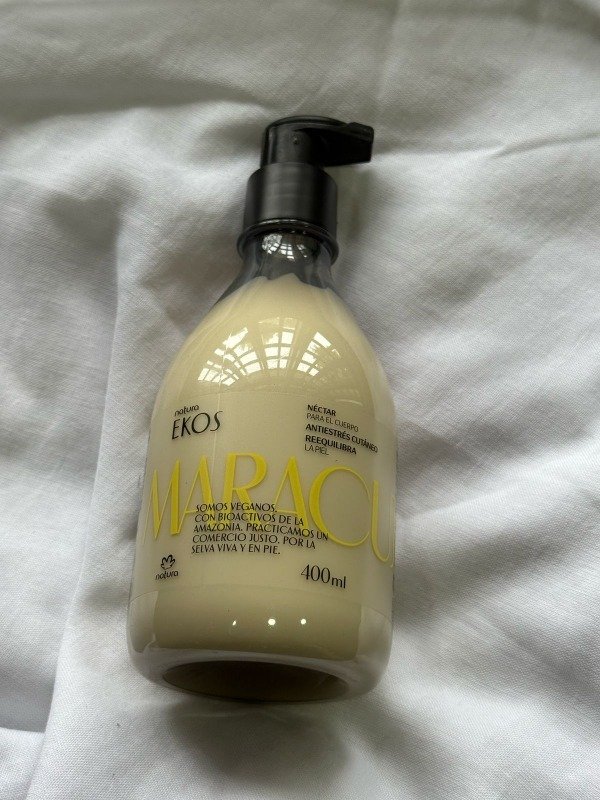 natura
EKOS
NÉCTAR
PARA EL CUERPO
ANTIESTRÉS CUTÁNEO
REEQUILIBRA
LA PIEL
MARACU
SOMOS VEGANOS.
CON BIOACTIVOS DE LA
AMAZONIA. PRACTICAMOS UN
COMERCIO JUSTO. POR LA
SELVA VIVA Y EN PIE.
natura
400ml